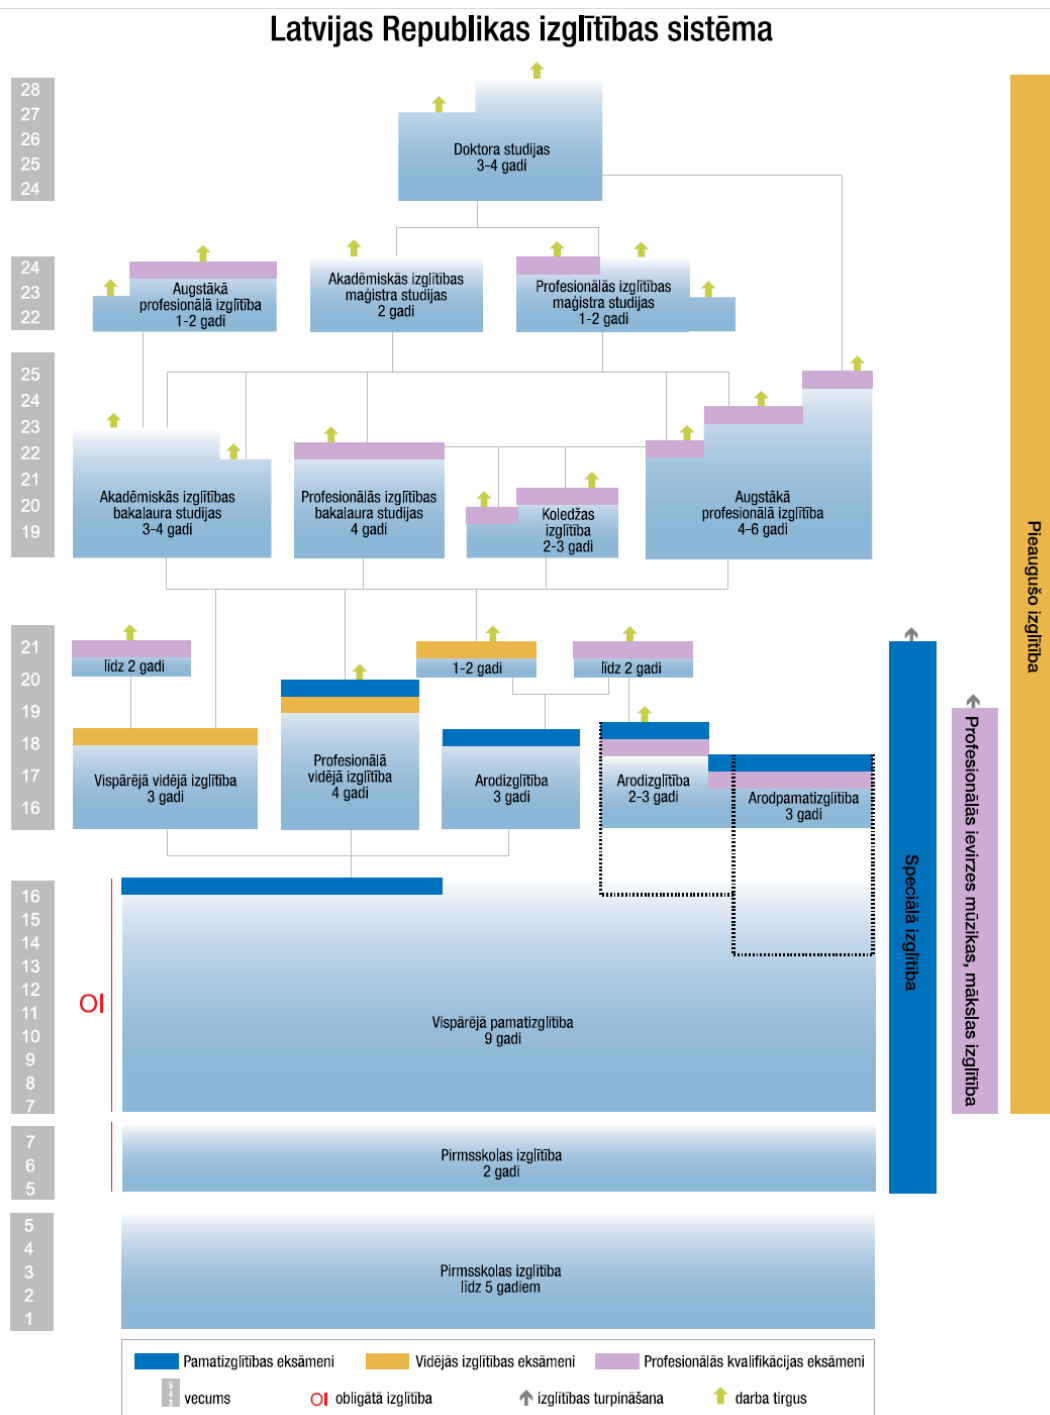 Latvijas Republikas izglītības sistēma
28
27
26
25
24
Doktora studijas
3-4 gadi
24
23
22
Augstākā
profesionālā izglītība
1-2 gadi
Akadēmiskās izglītības
maģistra studijas
2 gadi
Profesionālās izglītības
maģistra studijas
1-2 gadi
25
24
23
22
21
20
19
Akadēmiskās izglītības
bakalaura studijas
3-4 gadi
Profesionālās izglītības
bakalaura studijas
4 gadi
Koledžas
izglītība
2-3 gadi
Augstākā
profesionālā izglītība
4-6 gadi
21
20
19
18
17
16
līdz 2 gadi
1-2 gadi
līdz 2 gadi
Vispārējā vidējā izglītība
3 gadi
Profesionālā
vidējā izglītība
4 gadi
Arodizglītība
3 gadi
Arodizglītība
2-3 gadi
Arodpamatizglītība
3 gadi
16
15
14
13
12
11
10
9
8
7
OI
Vispārējā pamatizglītība
9 gadi
7
6
5
Pirmsskolas izglītība
2 gadi
5
4
3
2
1
Pirmsskolas izglītība
līdz 5 gadiem
Speciālā izglītība
Profesionālās ievirzes mūzikas, mākslas izglītība
Pieaugušo izglītība
Pamatizglītības eksāmeni
Vidējās izglītības eksāmeni
Profesionālās kvalifikācijas eksāmeni
5
4
3
vecums
OI obligātā izglītība
izglītības turpināšana
darba tirgus